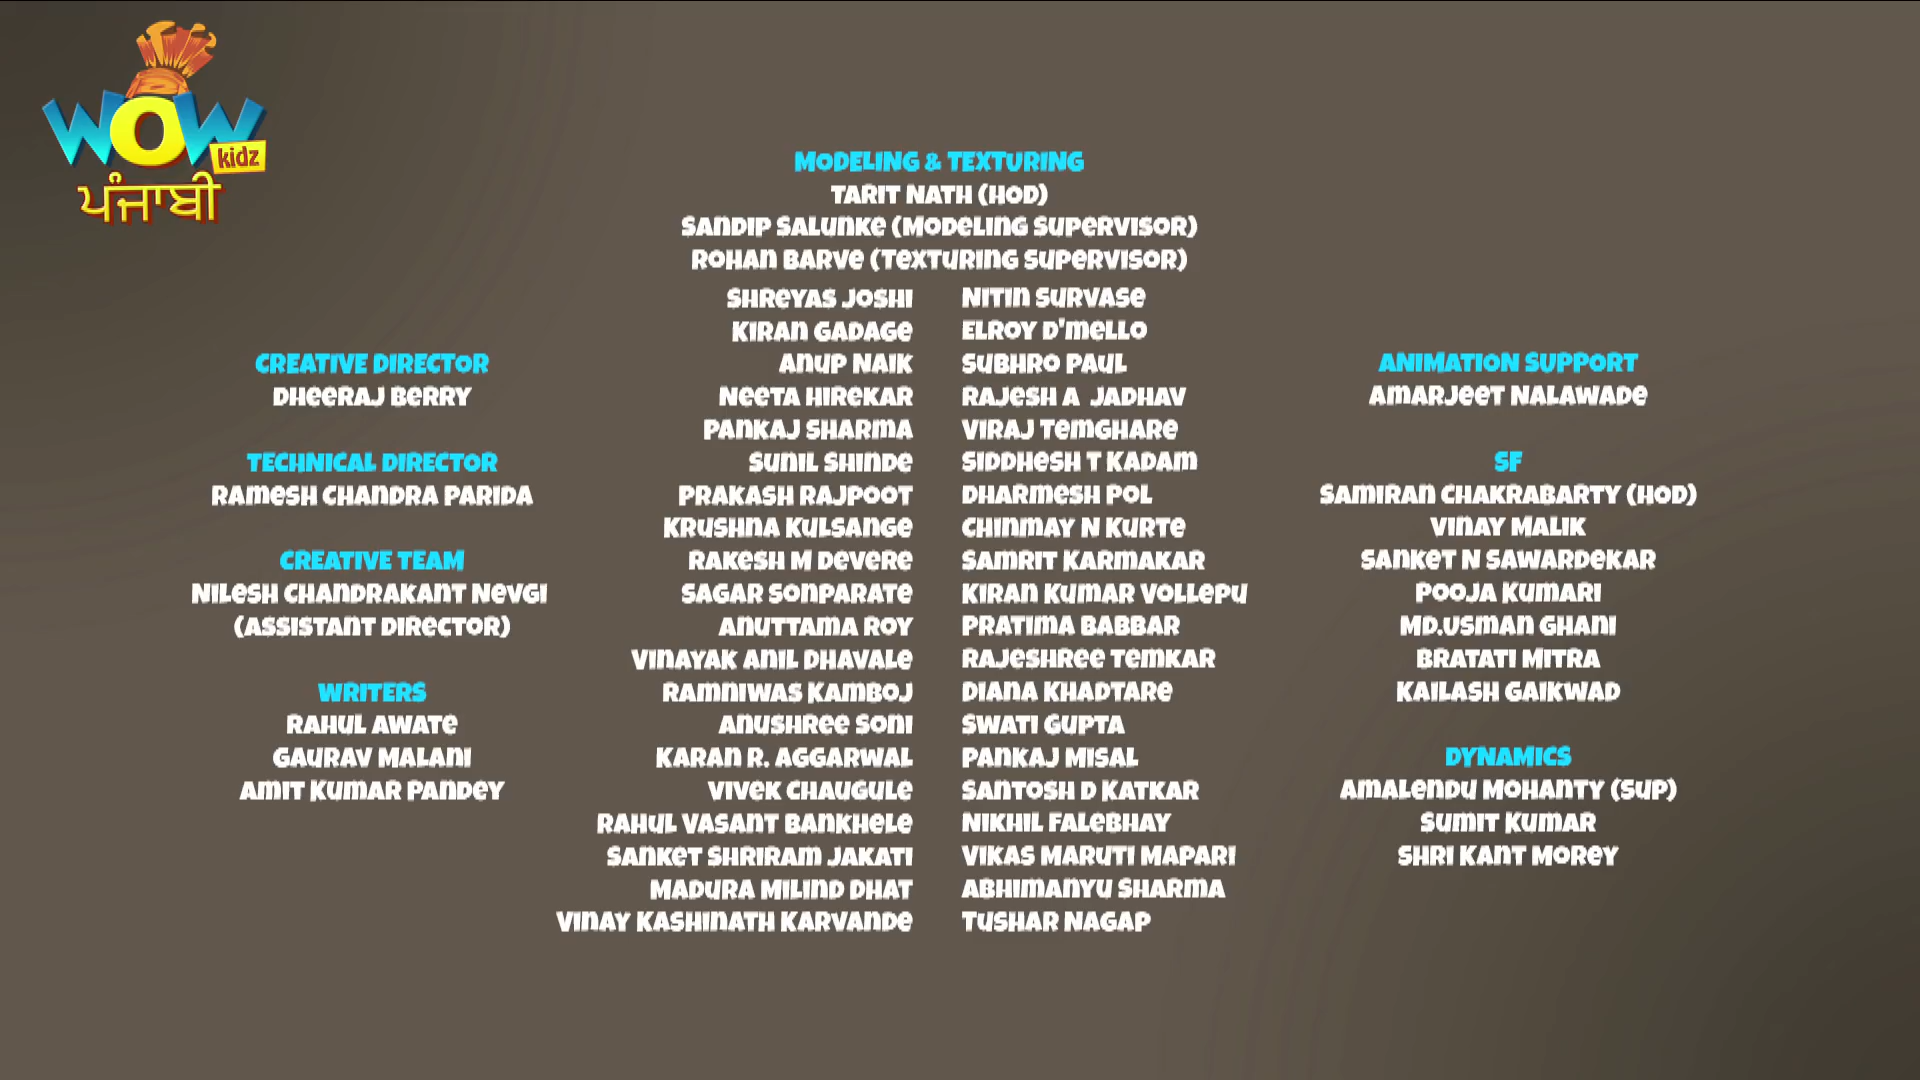 WOW
kidz
ਪੰਜਾਬੀ
CREATIVE DIRECTOR
DHEERAJ BERRY
TECHNICAL DIRECTOR
RAMESH CHANDRA PARIDA
CREATIVE TEAM
NILESH CHANDRAKANT NEVGI
(ASSISTANT DIRECTOR)
WRITERS
RAHUL AWATE
GAURAV MALANI
AMIT KUMAR PANDEY
MODELING & TEXTURING
TARIT NATH (HOD)
SANDIP SALUNKE (MODELING SUPERVISOR)
ROHAN BARVE (TEXTURING SUPERVISOR)
SHREYAS JOSHI NITIN SURVASE
KIRAN GADAGE ELROY D'MELLO
ANUP NAIK SUBHRO PAUL
NEETA HIREKAR RAJESH A JADHAV
PANKAJ SHARMA VIRAJ TEMGHARE
SUNIL SHINDE SIDDHESH T KADAM
PRAKASH RAJPOOT DHARMESH POL
KRUSHNA KULSANGE CHINMAY N KURTE
RAKESH M DEVERE SAMRIT KARMAKAR
SAGAR SONPARATE KIRAN KUMAR VOLLEPU
ANUTTAMA ROY PRATIMA BABBAR
VINAYAK ANIL DHAVALE RAJESHREE TEMKAR
RAMNIWAS KAMBOJ DIANA KHADTARE
ANUSHREE SONI SWATI GUPTA
KARAN R. AGGARWAL PANKAJ MISAL
VIVEK CHAUGULE SANTOSH D KATKAR
RAHUL VASANT BANKHELE NIKHIL FALEBHAY
SANKET SHRIRAM JAKATI VIKAS MARUTI MAPARI
MADURA MILIND DHAT ABHIMANYU SHARMA
VINAY KASHINATH KARVANDE TUSHAR NAGAP
ANIMATION SUPPORT
AMARJEET NALAWADE
SF
SAMIRAN CHAKRABARTY (HOD)
VINAY MALIK
SANKET N SAWARDEKAR
POOJA KUMARI
MD.USMAN GHANI
BRATATI MITRA
KAILASH GAIKWAD
DYNAMICS
AMALENDU MOHANTY (SUP)
SUMIT KUMAR
SHRI KANT MOREY